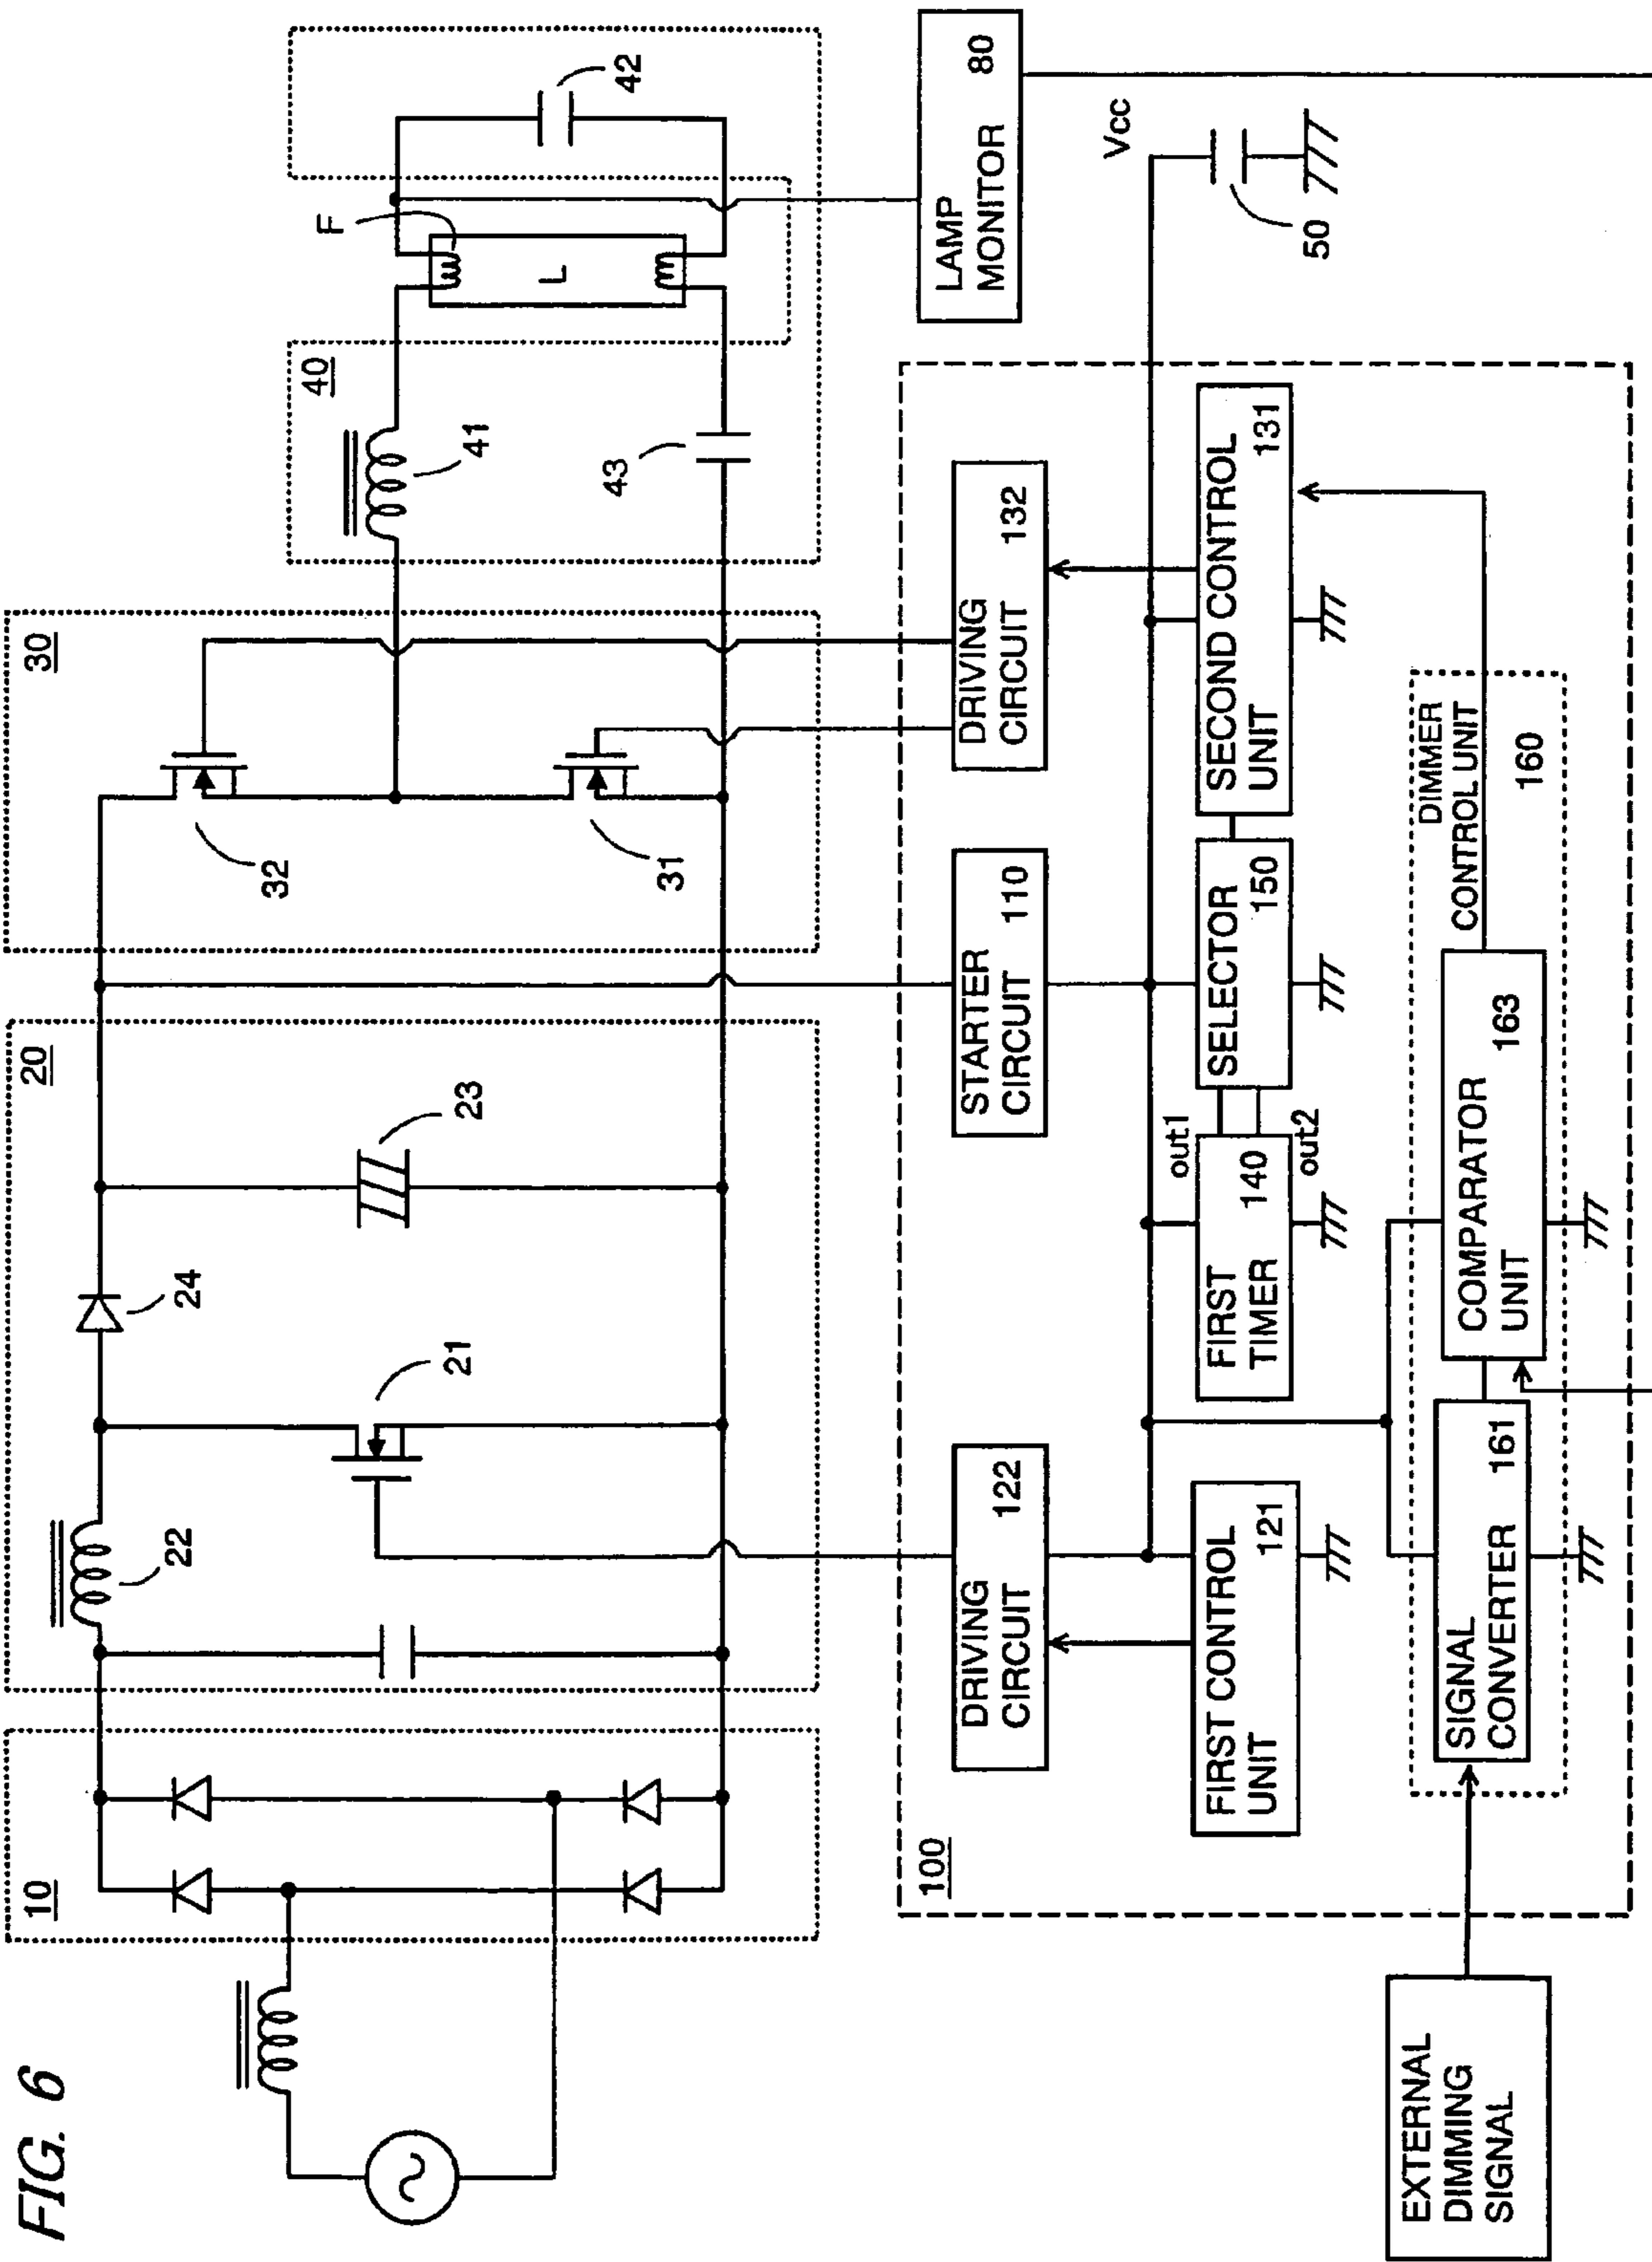 FIG. 6
10
20
30
40
22
24
21
23
32
31
41
43
42
F
L
LAMP
MONITOR
80
100
DRIVING
CIRCUIT
122
STARTER
CIRCUIT
110
DRIVING
CIRCUIT
132
Vcc
50
FIRST CONTROL
UNIT
121
FIRST
TIMER
140
out1
out2
SELECTOR
150
SECOND CONTROL
UNIT
131
DIMMER
CONTROL UNIT
160
SIGNAL
CONVERTER
161
COMPARATOR
UNIT
163
EXTERNAL
DIMMING
SIGNAL